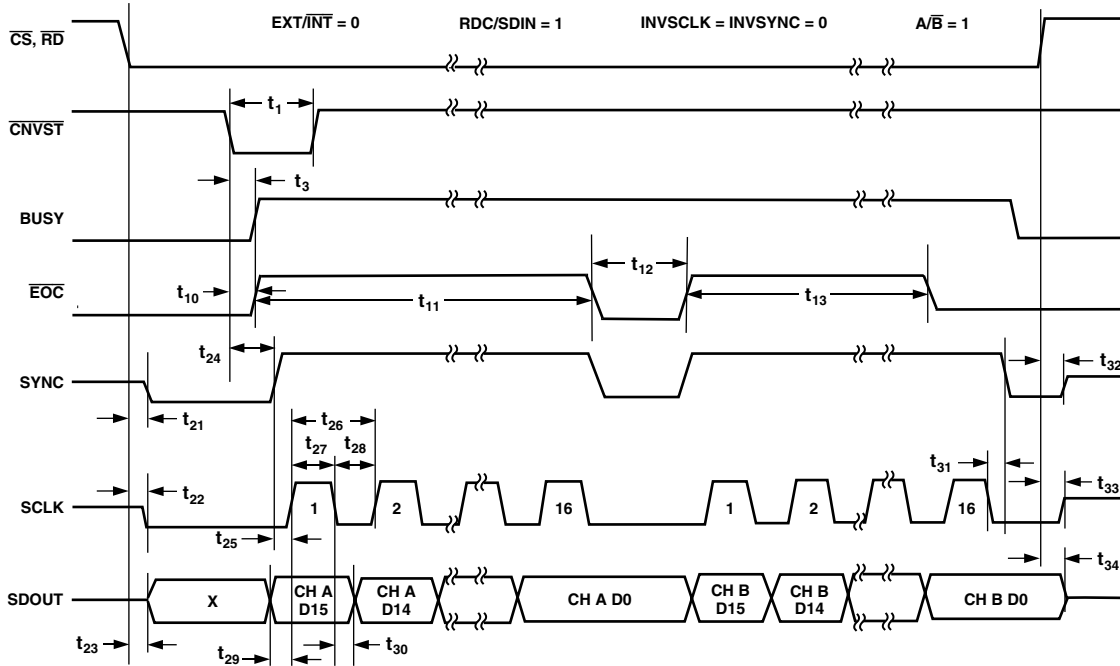 EXT/INT = 0 RDC/SDIN = 1 INVSCLK = INVSYNC = 0 A/B = 1
CS, RD
t1
CNVST
t3
BUSY
t12
EOC
t10
t11
t13
t24
SYNC
t32
t21
t26
t27 t28
t31
t22
t33
SCLK
1 2 16 1 2 16
t25
t34
SDOUT
X
CH A D15
CH A D14
CH A D0
CH B D15
CH B D14
CH B D0
t23
t29
t30